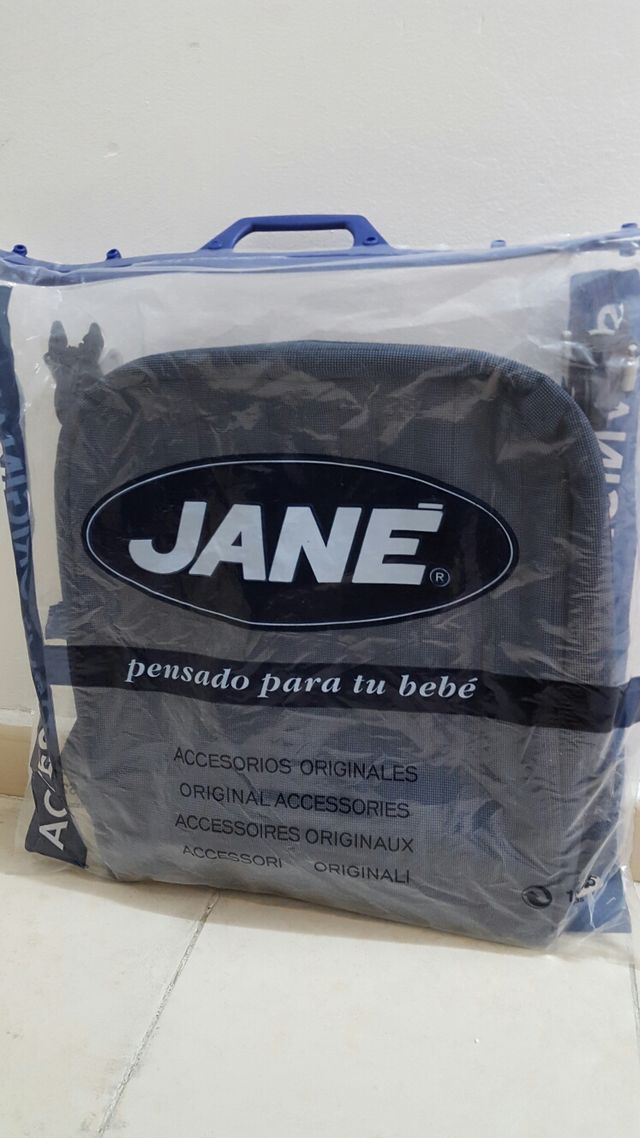 JANÉ
®
pensado para tu bebé
ACCESORIOS ORIGINALES
ORIGINAL ACCESSORIES
ACCESSOIRES ORIGINAUX
ACCESSORI ORIGINALI